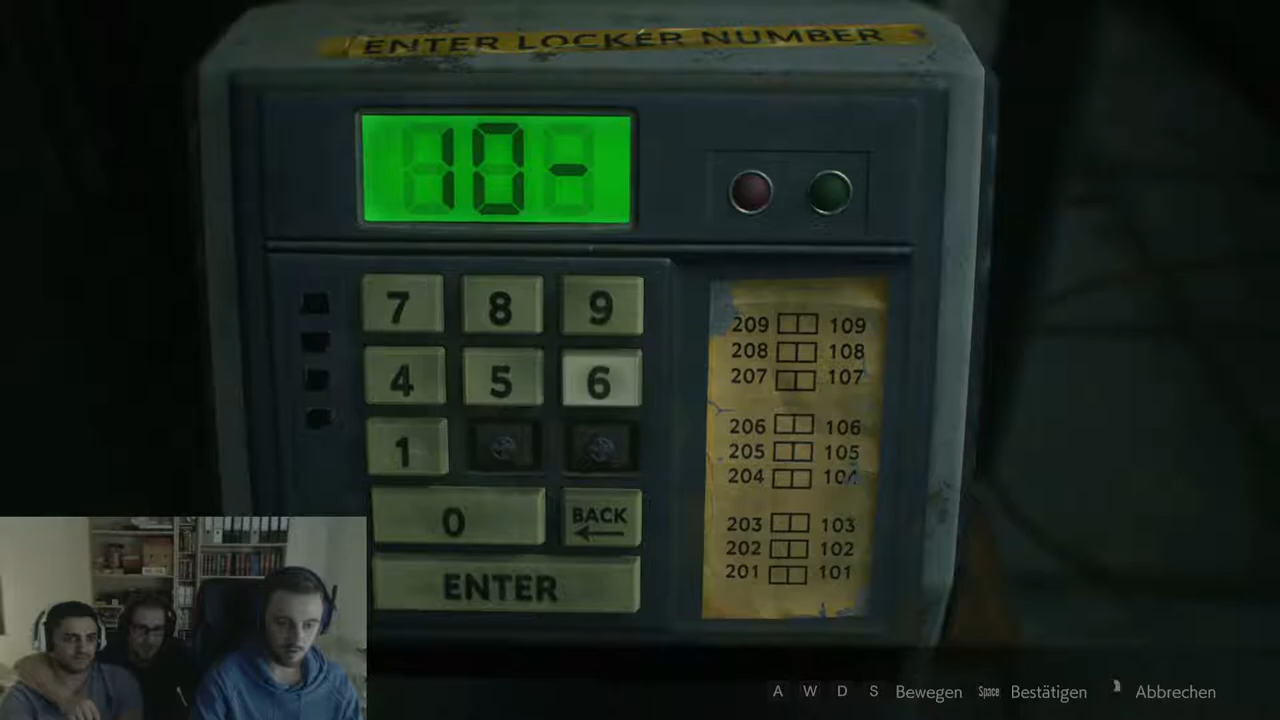 ENTER LOCKER NUMBER
10-
7 8 9
4 5 6
1
0 BACK
ENTER
209 109
208 108
207 107
206 106
205 105
204 104
203 103
202 102
201 101
A W D S Bewegen Space Bestätigen Abbrechen